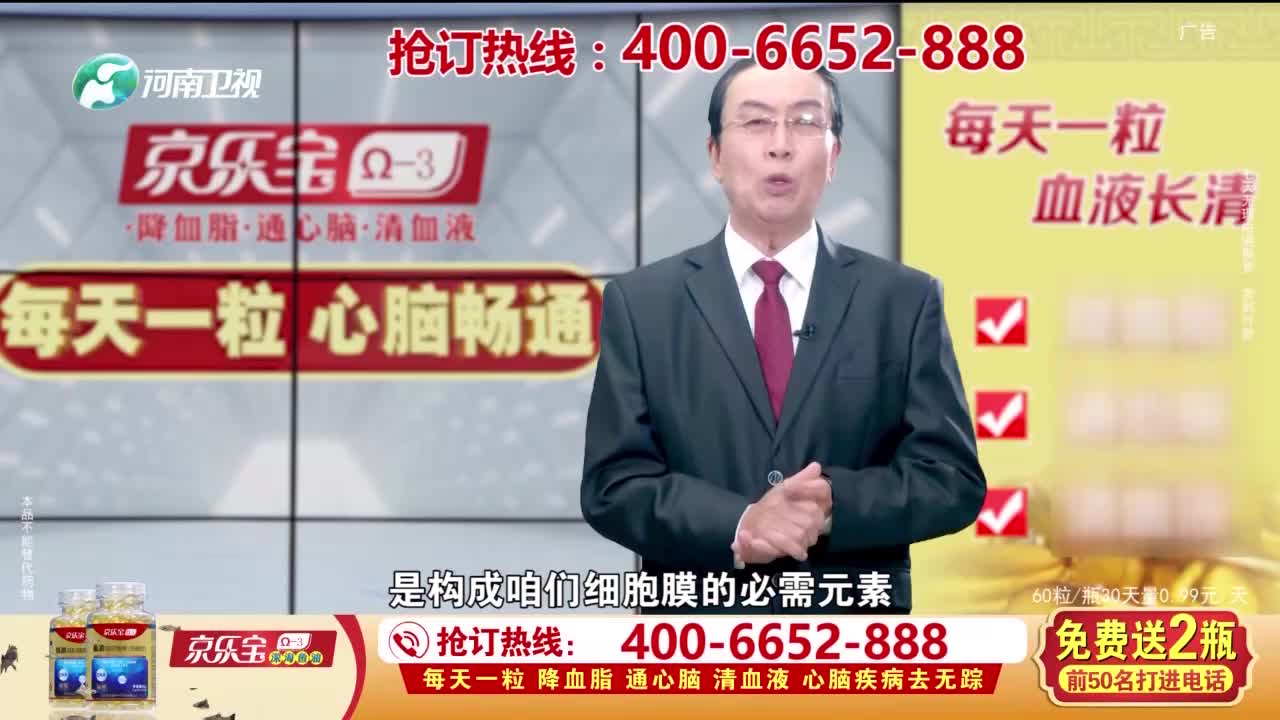 抢订热线：400-6652-888
广告
河南卫视
京乐宝 Ω-3
·降血脂·通心脑·清血液
每天一粒 心脑畅通
每天一粒
血液长清
本品不能替代药物
是构成咱们细胞膜的必需元素
60粒/瓶30天量0.99元/天
京乐宝 Ω-3
深海鱼油
抢订热线： 400-6652-888
每天一粒 降血脂 通心脑 清血液 心脑疾病去无踪
免费送2瓶
前50名打进电话